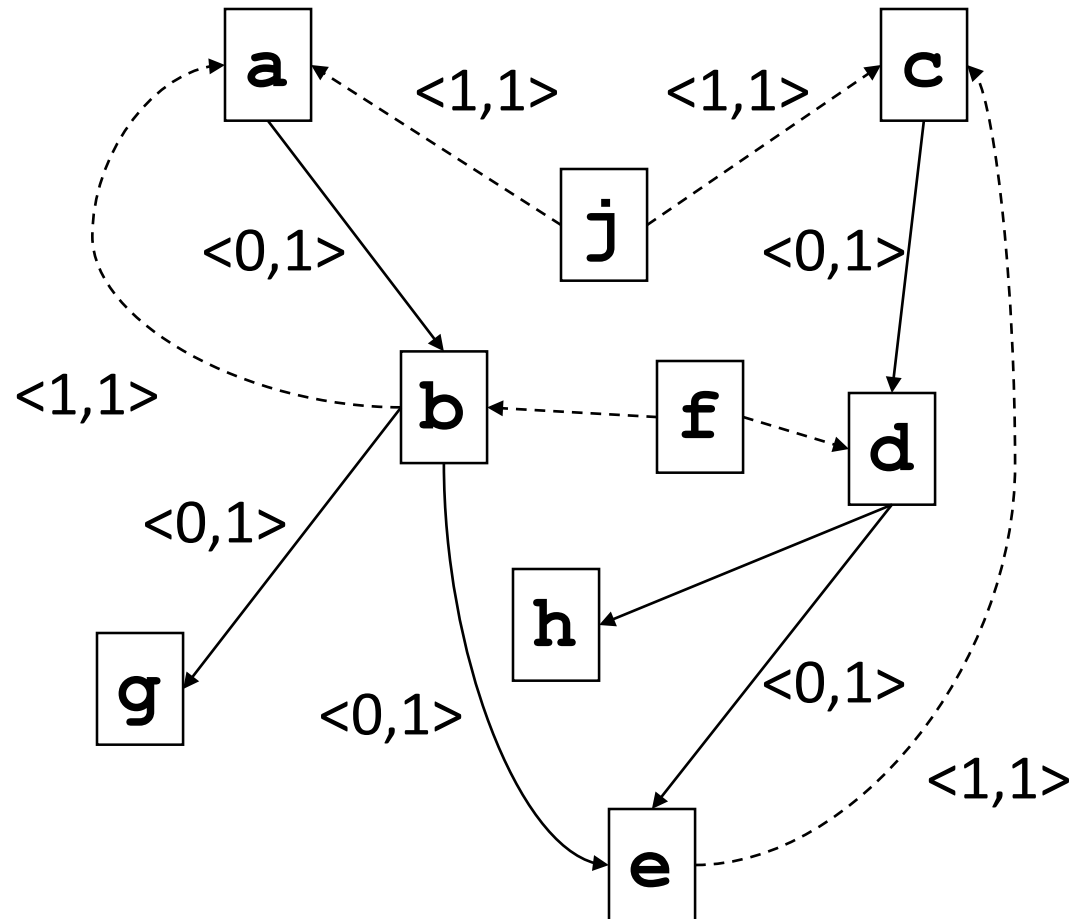 a
c
<1,1>
<1,1>
j
<0,1>
<0,1>
<1,1>
b
f
d
<0,1>
h
g
<0,1>
<0,1>
<1,1>
e